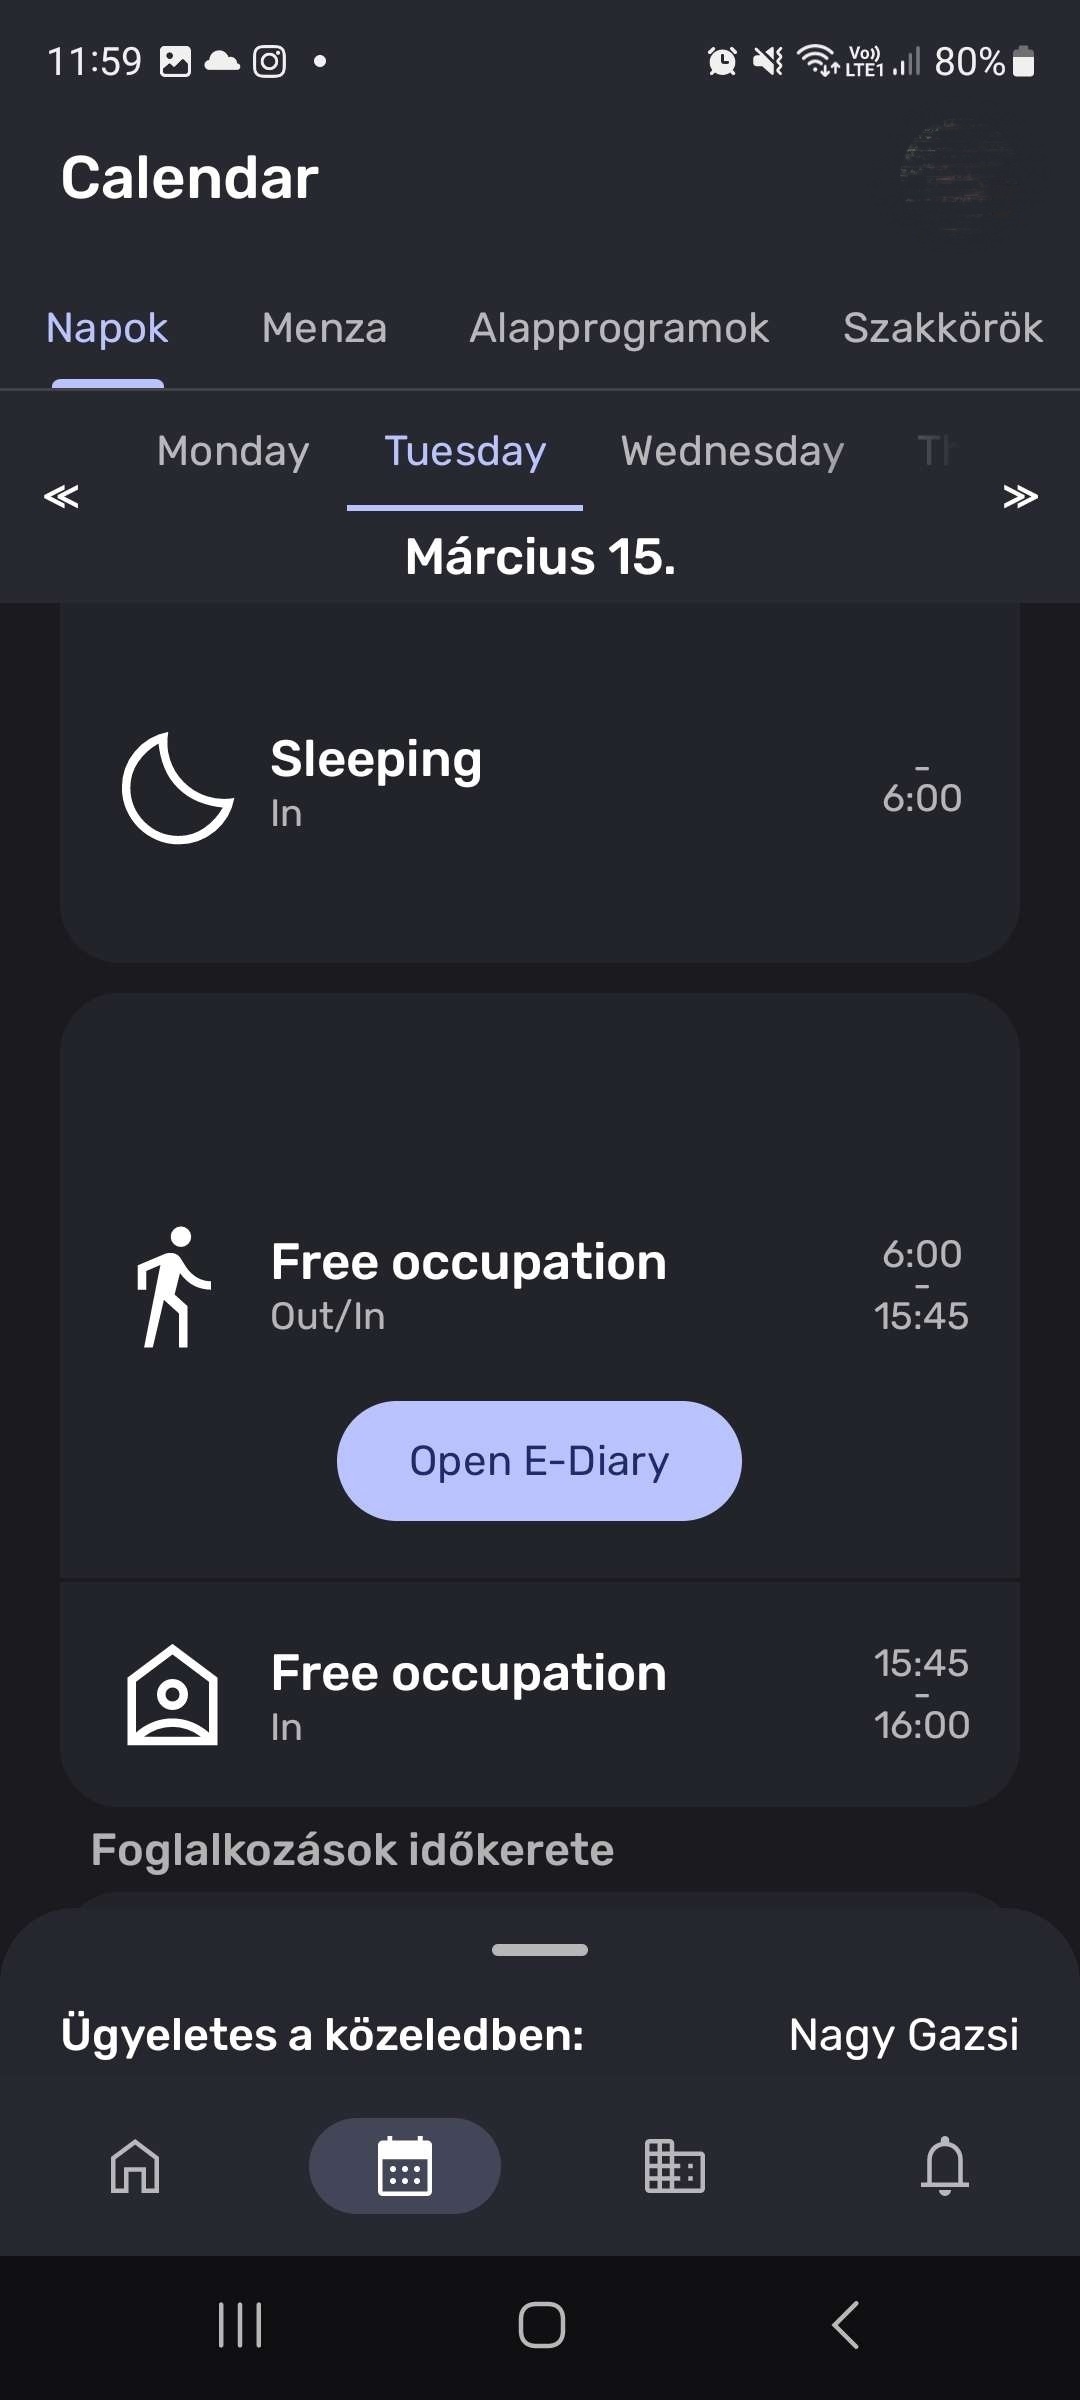 11:59 Vo)) LTE1 80%
Calendar
Napok Menza Alapprogramok Szakkörök
Monday Tuesday Wednesday Th
Március 15.
Sleeping
In
–
6:00
Free occupation
Out/In
6:00
–
15:45
Open E-Diary
Free occupation
In
15:45
–
16:00
Foglalkozások időkerete
Ügyeletes a közeledben: Nagy Gazsi